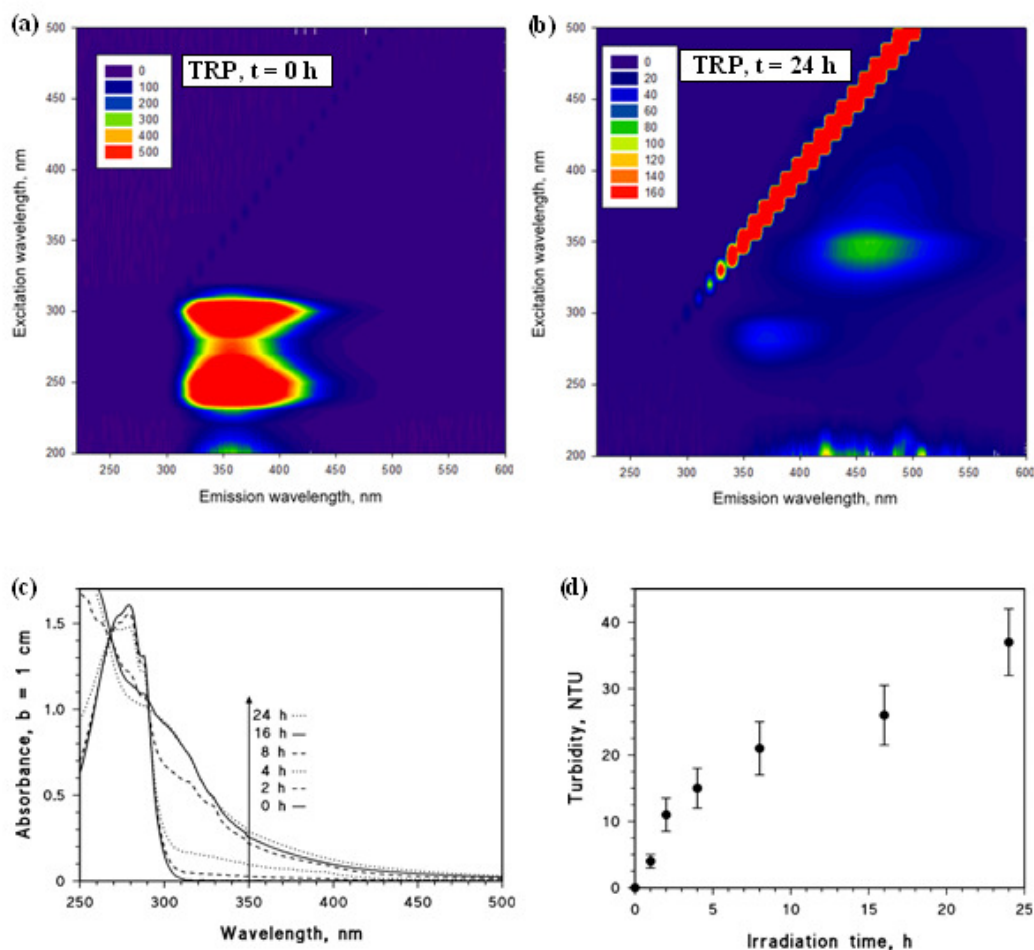 (a)
TRP, t = 0 h
0
100
200
300
400
500
500
450
400
350
300
250
200
Excitation wavelength, nm
250 300 350 400 450 500 550 600
Emission wavelength, nm
(b)
TRP, t = 24 h
0
20
40
60
80
100
120
140
160
500
450
400
350
300
250
200
Excitation wavelength, nm
250 300 350 400 450 500 550 600
Emission wavelength, nm
(c)
1.5
1.0
0.5
0
Absorbance, b = 1 cm
24 h
16 h
8 h
4 h
2 h
0 h
250 300 350 400 450 500
Wavelength, nm
(d)
40
30
20
10
0
Turbidity, NTU
0 5 10 15 20 25
Irradiation time, h